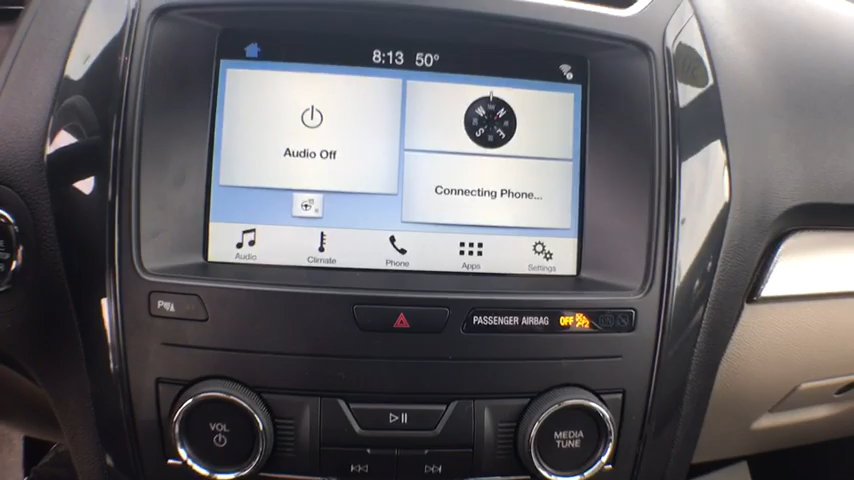 8:13 50°
Audio Off
W N
S E
Connecting Phone...
Audio
Climate
Phone
Apps
Settings
P
PASSENGER AIRBAG OFF
VOL
MEDIA
TUNE